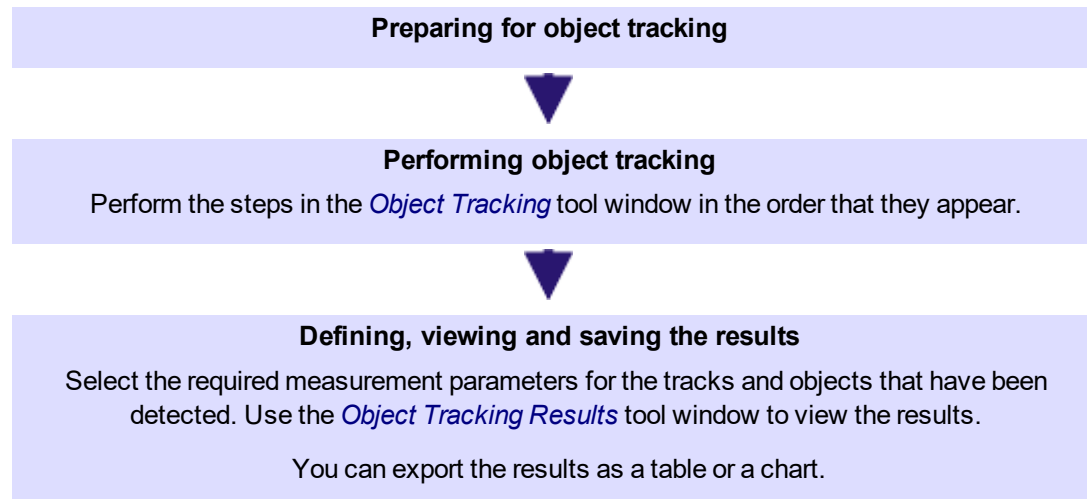 Preparing for object tracking
Performing object tracking
Perform the steps in the Object Tracking tool window in the order that they appear.
Defining, viewing and saving the results
Select the required measurement parameters for the tracks and objects that have been
detected. Use the Object Tracking Results tool window to view the results.
You can export the results as a table or a chart.